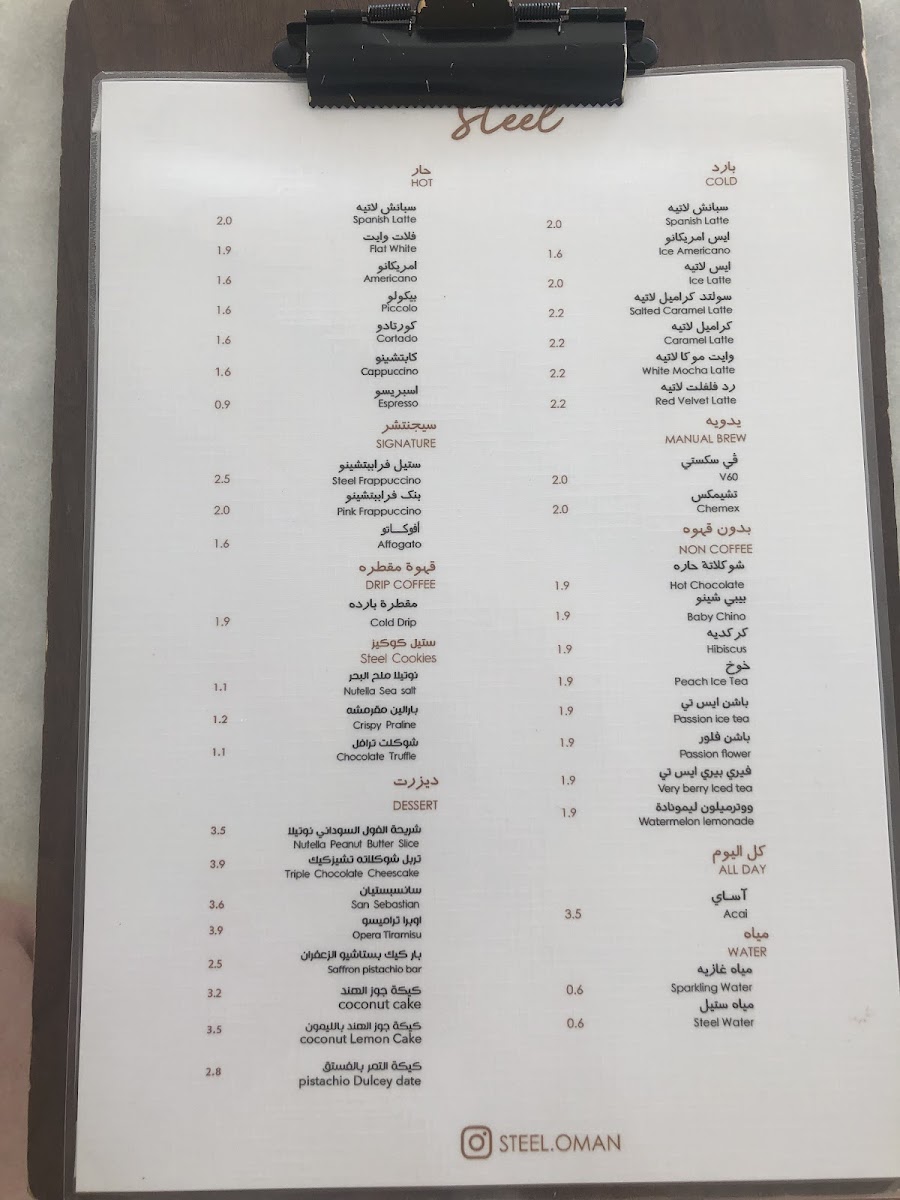 Steel
حار
HOT
سبانش لاتيه
Spanish Latte
2.0
فلات وايت
Flat White
1.9
امريكانو
Americano
1.6
بيكولو
Piccolo
1.6
كورتادو
Cortado
1.6
كابتشينو
Cappuccino
1.6
اسبريسو
Espresso
0.9
سيجنتشر
SIGNATURE
ستيل فرابيتشينو
Steel Frappuccino
2.5
بنك فرابيتشينو
Pink Frappuccino
2.0
أفوكـــاتو
Affogato
1.6
قهوة مقطره
DRIP COFFEE
مقطرة بارده
Cold Drip
1.9
ستيل كوكيز
Steel Cookies
نوتيلا ملح البحر
Nutella Sea salt
1.1
بارالين مقرمشه
Crispy Praline
1.2
شوكلت ترافل
Chocolate Truffle
1.1
ديزرت
DESSERT
شريحة الفول السوداني نوتيلا
Nutella Peanut Butter Slice
3.5
تربل شوكلاته تشيزكيك
Triple Chocolate Cheescake
3.9
سانسبستيان
San Sebastian
3.6
اوبرا تراميسو
Opera Tiramisu
3.9
بار كيك بستاشيو الزعفران
Saffron pistachio bar
2.5
كيكة جوز الهند
coconut cake
3.2
كيكة جوز الهند بالليمون
coconut Lemon Cake
3.5
كيكة التمر بالفستق
pistachio Dulcey date
2.8
بارد
COLD
سبانش لاتيه
Spanish Latte
2.0
ايس امريكانو
Ice Americano
1.6
ايس لاتيه
Ice Latte
2.0
سولتد كراميل لاتيه
Salted Caramel Latte
2.2
كراميل لاتيه
Caramel Latte
2.2
وايت موكا لاتيه
White Mocha Latte
2.2
رد فلفلت لاتيه
Red Velvet Latte
2.2
يدويه
MANUAL BREW
ڤي سكستي
V60
2.0
تشيمكس
Chemex
2.0
بدون قهوه
NON COFFEE
شوكلاتة حاره
Hot Chocolate
1.9
بيبي شينو
Baby Chino
1.9
كركديه
Hibiscus
1.9
خوخ
Peach Ice Tea
1.9
باشن ايس تي
Passion ice tea
1.9
باشن فلور
Passion flower
1.9
فيري بيري ايس تي
Very berry Iced tea
1.9
ووترميلون ليمونادة
Watermelon lemonade
1.9
كل اليوم
ALL DAY
آساي
Acai
3.5
مياه
WATER
مياه غازيه
Sparkling Water
0.6
مياه ستيل
Steel Water
0.6
STEEL.OMAN